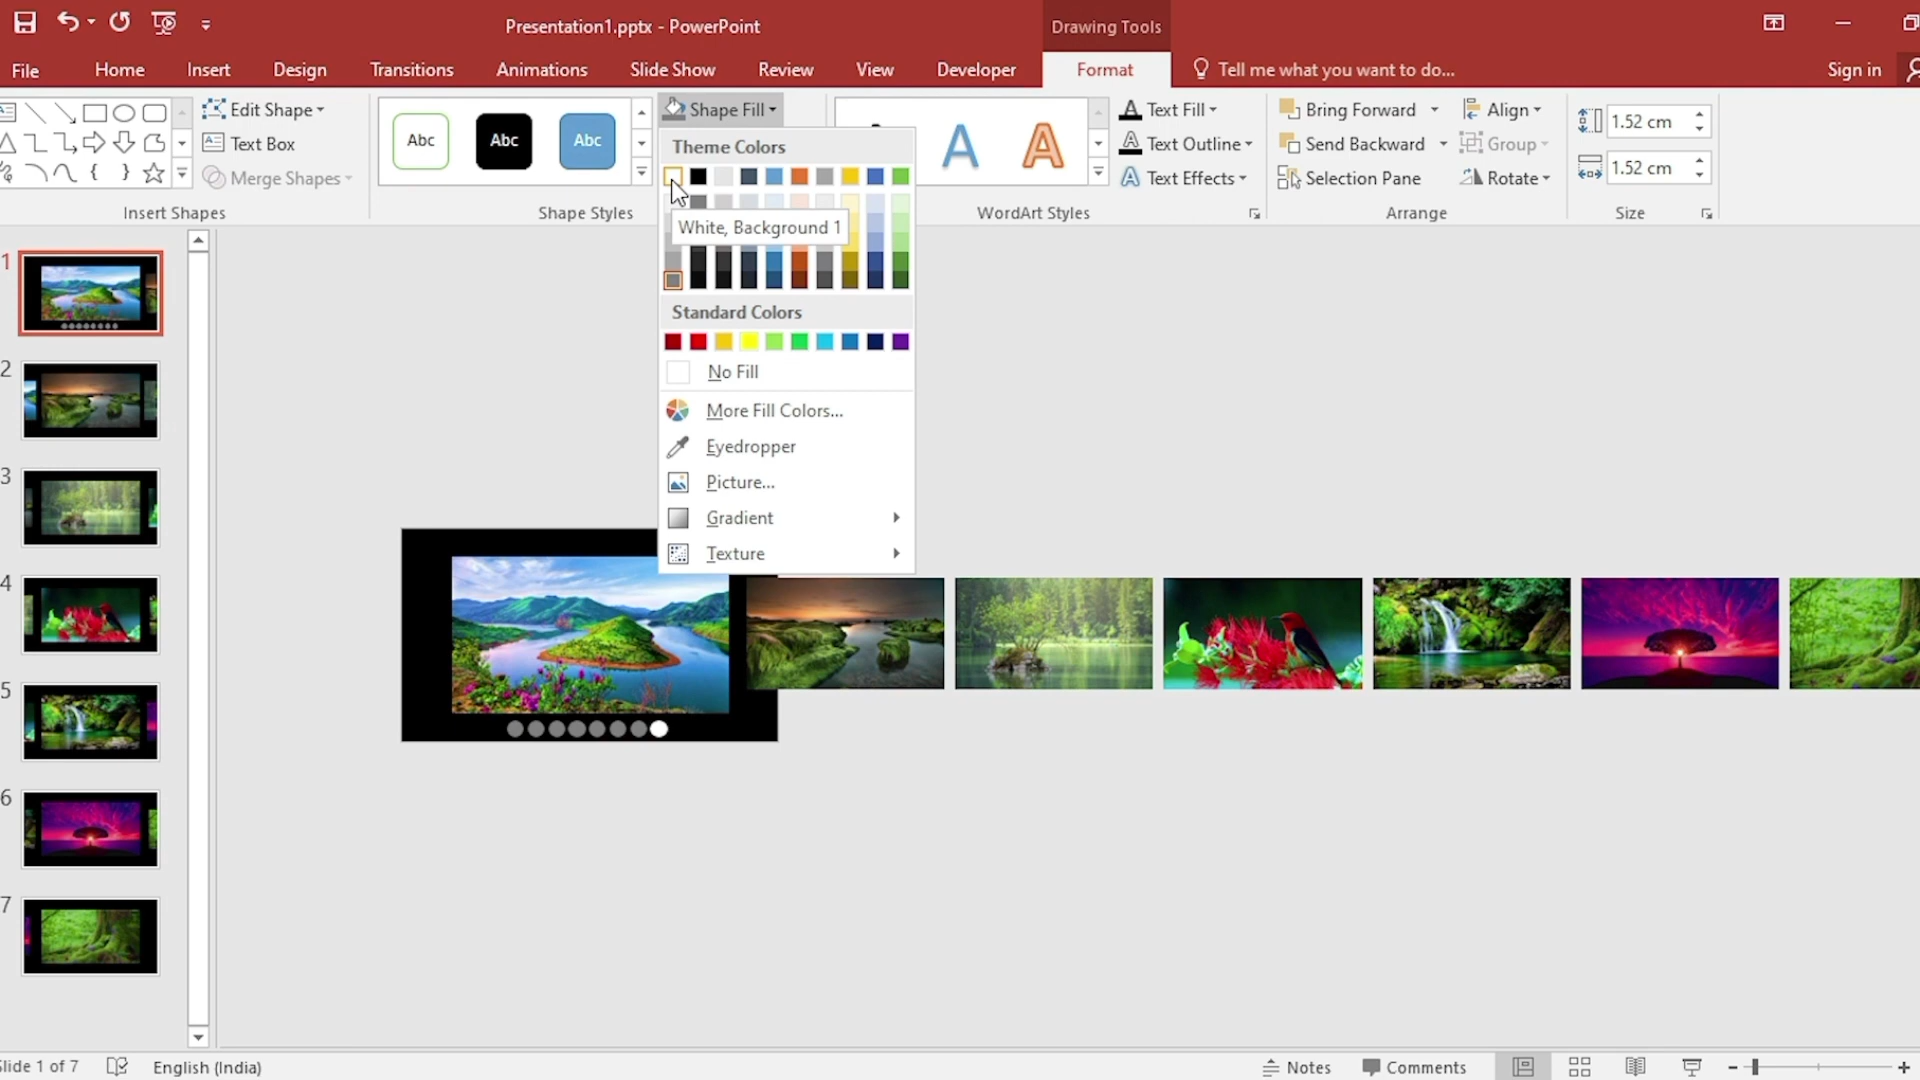 Presentation1.pptx - PowerPoint
Drawing Tools
File Home Insert Design Transitions Animations Slide Show Review View Developer Format Tell me what you want to do... Sign in
Edit Shape
Text Box
Merge Shapes
Insert Shapes
Abc Abc Abc
Shape Styles
Shape Fill
Theme Colors
White, Background 1
Standard Colors
No Fill
More Fill Colors...
Eyedropper
Picture...
Gradient
Texture
A A
Text Fill
Text Outline
Text Effects
WordArt Styles
Bring Forward
Send Backward
Selection Pane
Align
Group
Rotate
Arrange
1.52 cm
1.52 cm
Size
1
2
3
4
5
6
7
Slide 1 of 7 English (India) Notes Comments